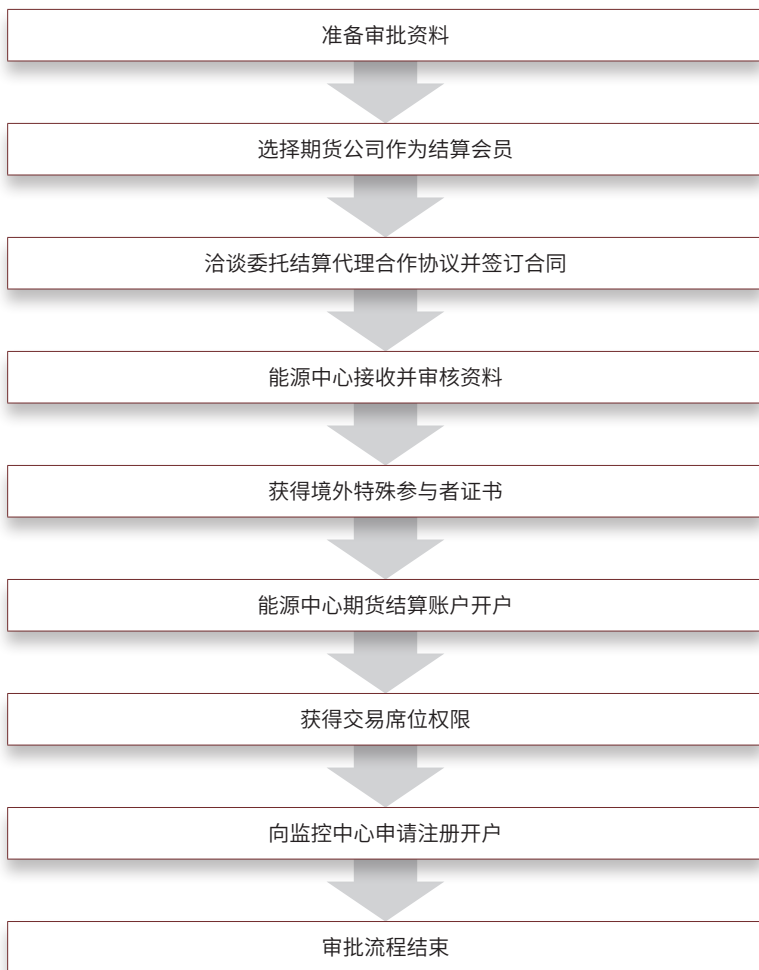 准备审批资料
选择期货公司作为结算会员
洽谈委托结算代理合作协议并签订合同
能源中心接收并审核资料
获得境外特殊参与者证书
能源中心期货结算账户开户
获得交易席位权限
向监控中心申请注册开户
审批流程结束